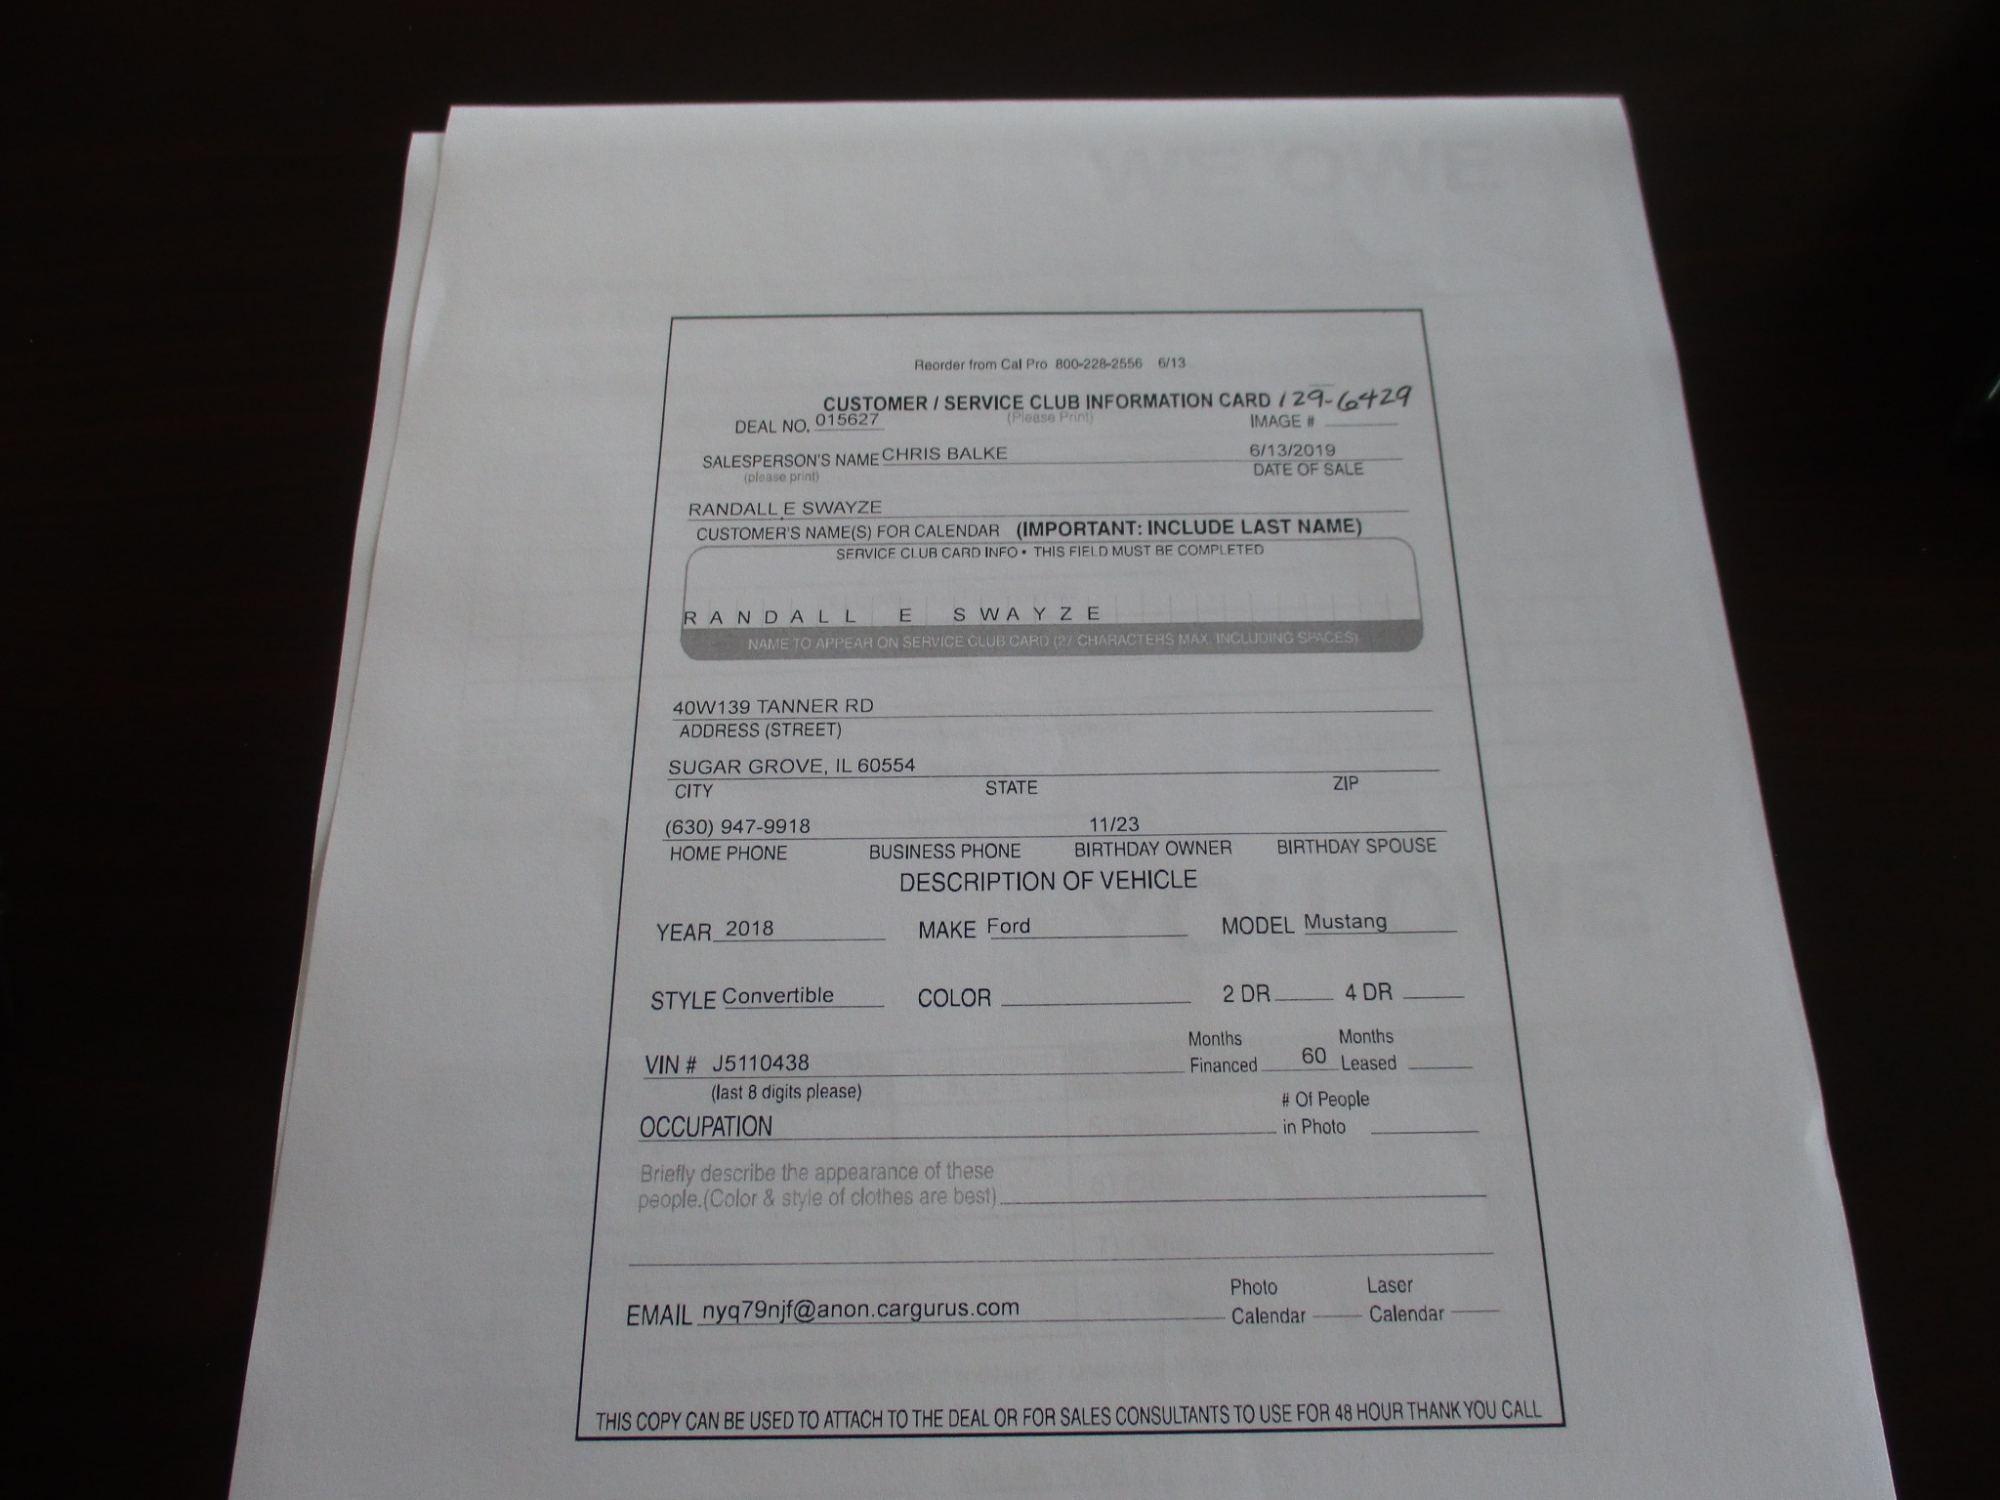 WE OWE
Reorder from Cal Pro 800-228-2556 6/13
CUSTOMER / SERVICE CLUB INFORMATION CARD 129-6429
DEAL NO. 015627 (Please Print) IMAGE #
SALESPERSON'S NAME CHRIS BALKE 6/13/2019
(please print) DATE OF SALE
RANDALL E SWAYZE
CUSTOMER'S NAME(S) FOR CALENDAR (IMPORTANT: INCLUDE LAST NAME)
SERVICE CLUB CARD INFO • THIS FIELD MUST BE COMPLETED
RANDALL E SWAYZE
NAME TO APPEAR ON SERVICE CLUB CARD (27 CHARACTERS MAX. INCLUDING SPACES)
40W139 TANNER RD
ADDRESS (STREET)
SUGAR GROVE, IL 60554
CITY STATE ZIP
(630) 947-9918 11/23
HOME PHONE BUSINESS PHONE BIRTHDAY OWNER BIRTHDAY SPOUSE
DESCRIPTION OF VEHICLE
YEAR 2018 MAKE Ford MODEL Mustang
STYLE Convertible COLOR 2 DR 4 DR
Months Months
VIN # J5110438 Financed 60 Leased
(last 8 digits please) # Of People
OCCUPATION in Photo
Briefly describe the appearance of these
people.(Color & style of clothes are best)
Photo Laser
EMAIL nyq79njf@anon.cargurus.com Calendar Calendar
THIS COPY CAN BE USED TO ATTACH TO THE DEAL OR FOR SALES CONSULTANTS TO USE FOR 48 HOUR THANK YOU CALL